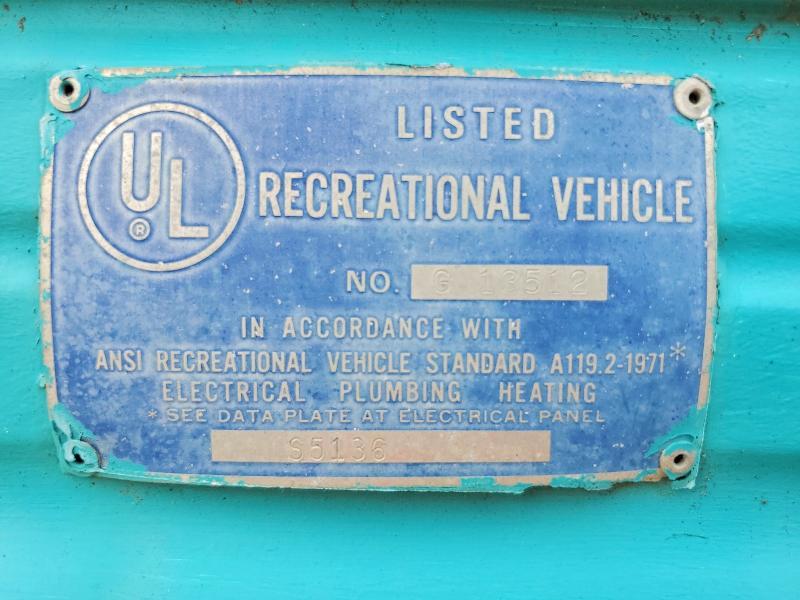 UL
®
LISTED
RECREATIONAL VEHICLE
NO. G 13512
IN ACCORDANCE WITH
ANSI RECREATIONAL VEHICLE STANDARD A119.2-1971*
ELECTRICAL PLUMBING HEATING
* SEE DATA PLATE AT ELECTRICAL PANEL
S5136